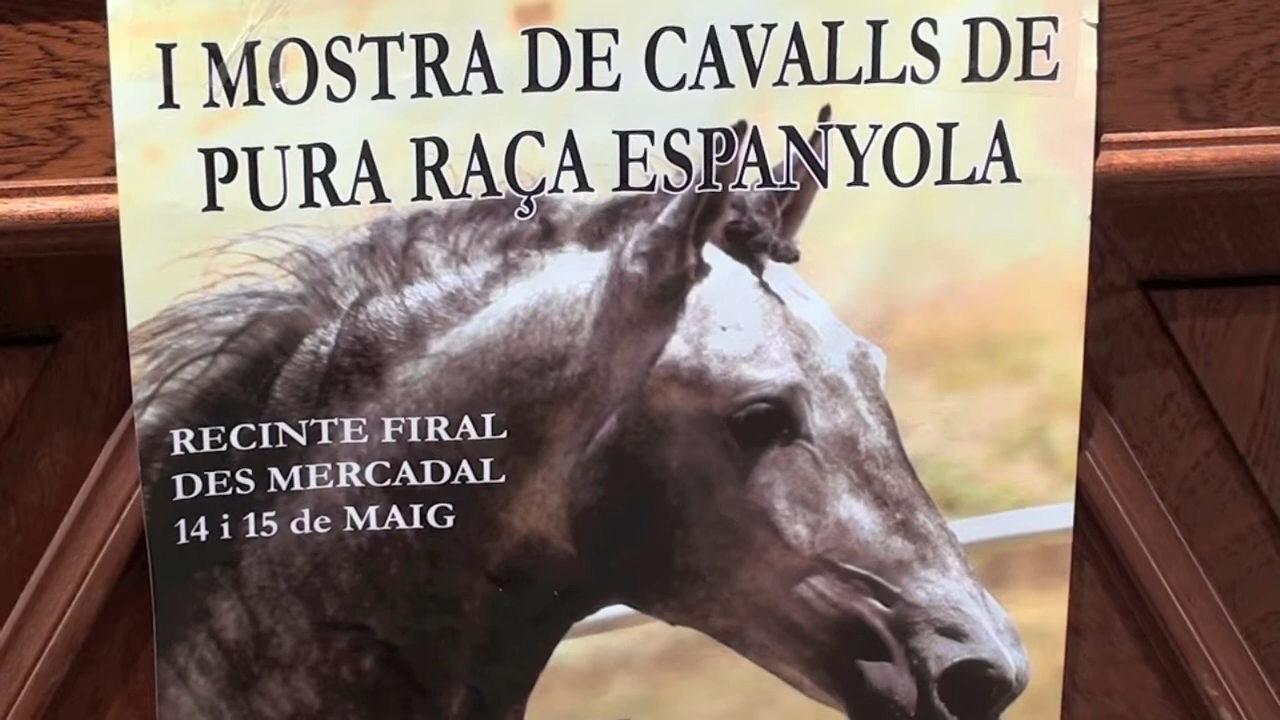 I MOSTRA DE CAVALLS DE
PURA RAÇA ESPANYOLA
RECINTE FIRAL
DES MERCADAL
14 i 15 de MAIG